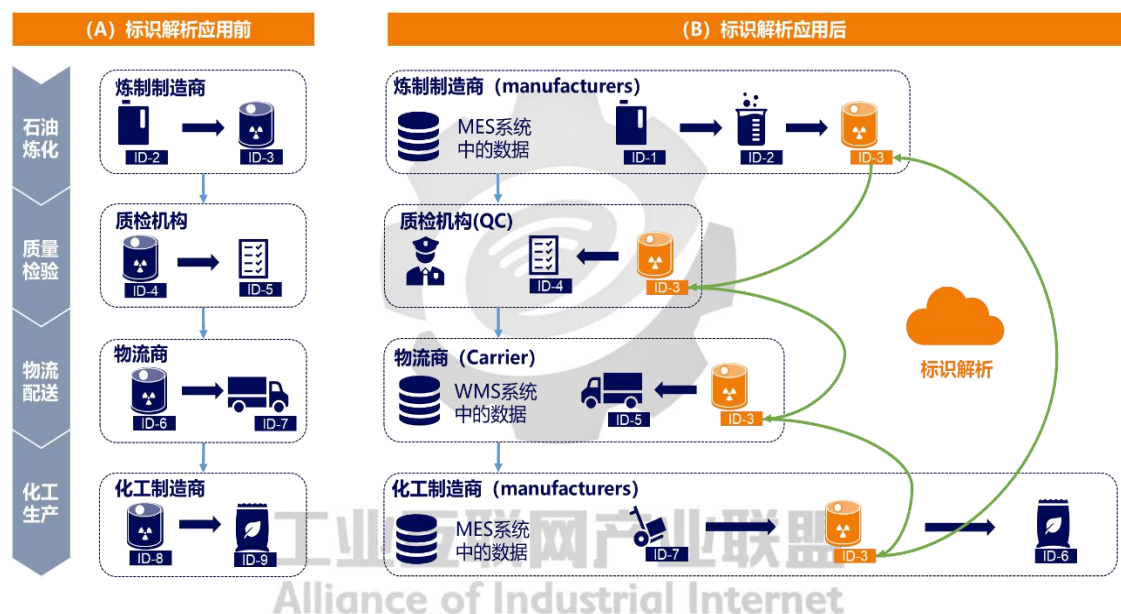 (A) 标识解析应用前
(B) 标识解析应用后
石油
炼化
炼制制造商
ID-2
ID-3
炼制制造商 (manufacturers)
MES系统
中的数据
ID-1
ID-2
ID-3
质量
检验
质检机构
ID-4
ID-5
质检机构(QC)
ID-4
ID-3
物流
配送
物流商
ID-6
ID-7
物流商 (Carrier)
WMS系统
中的数据
ID-5
ID-3
标识解析
化工
生产
化工制造商
ID-8
ID-9
化工制造商 (manufacturers)
MES系统
中的数据
ID-7
ID-3
ID-6
工业互联网产业联盟
Alliance of Industrial Internet